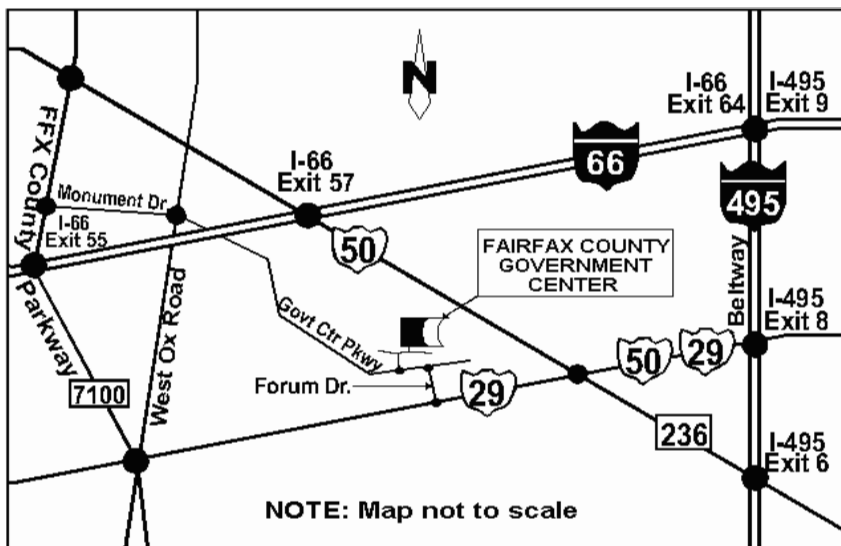 N
I-66
Exit 64
I-495
Exit 9
66
FFX County
Parkway
I-66
Exit 57
Monument Dr.
I-66
Exit 55
495
50
FAIRFAX COUNTY
GOVERNMENT
CENTER
Beltway
West Ox Road
Govt Ctr Pkwy
I-495
Exit 8
50
29
7100
Forum Dr.
29
236
I-495
Exit 6
NOTE: Map not to scale